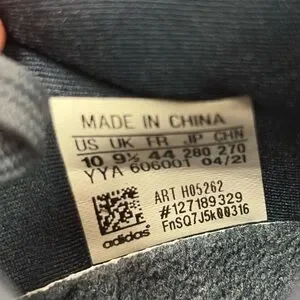 MADE IN CHINA
US UK FR JP CHN
10 9½ 44 280 270
YYA 606001 04/21
ART H05262
#127189329
FnSQ7J5k00316
adidas